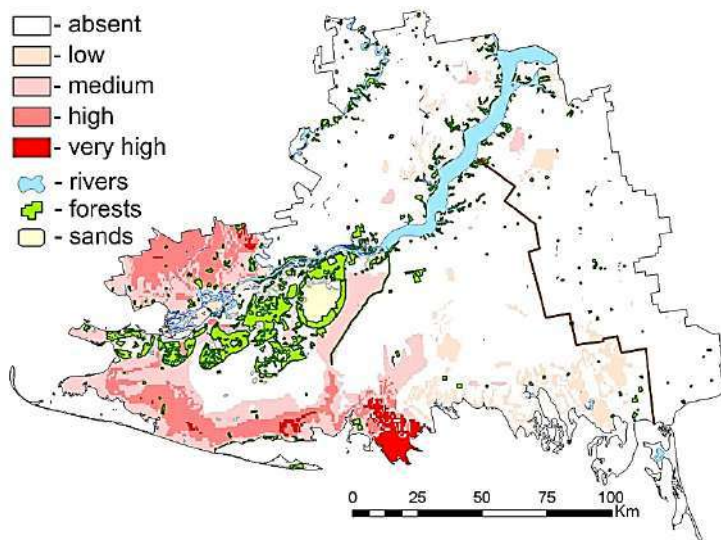 - absent
- low
- medium
- high
- very high
- rivers
- forests
- sands
0 25 50 75 100
Km